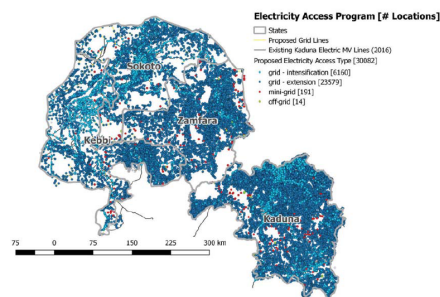 Electricity Access Program [# Locations]
States
Proposed Grid Lines
Existing Kaduna Electric MV Lines (2016)
Proposed Electricity Access Type [30082]
grid - intensification [6160]
grid - extension [23579]
mini-grid [191]
off-grid [14]
Sokoto
Zamfara
Kebbi
Kaduna
75 0 75 150 225 300 km